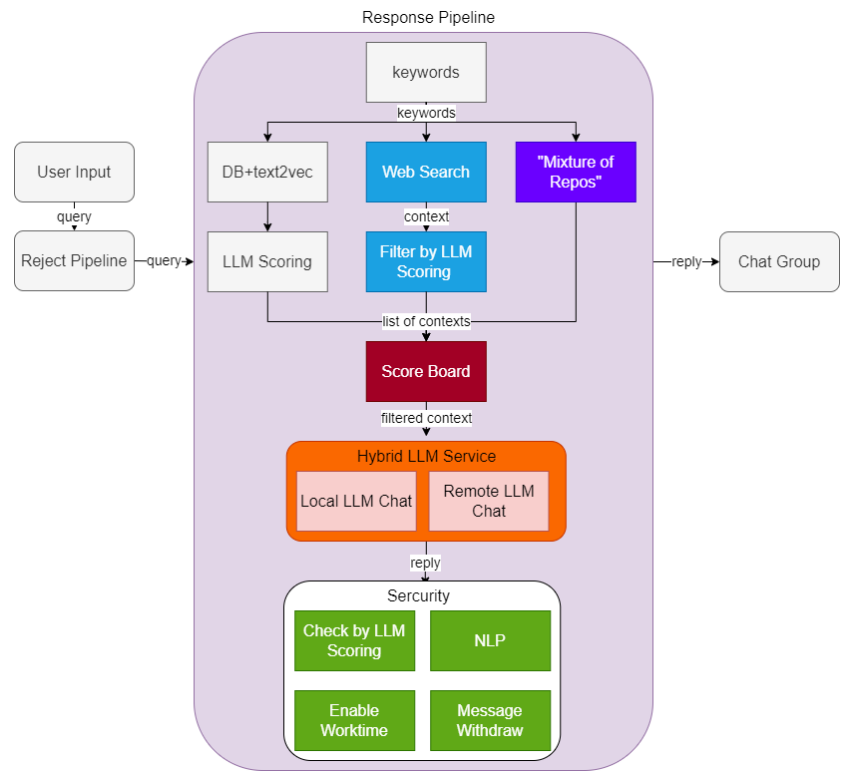 Response Pipeline
keywords
keywords
User Input
DB+text2vec
Web Search
"Mixture of
Repos"
query
context
Reject Pipeline
query
LLM Scoring
Filter by LLM
Scoring
reply
Chat Group
list of contexts
Score Board
filtered context
Hybrid LLM Service
Local LLM Chat
Remote LLM
Chat
reply
Sercurity
Check by LLM
Scoring
NLP
Enable
Worktime
Message
Withdraw